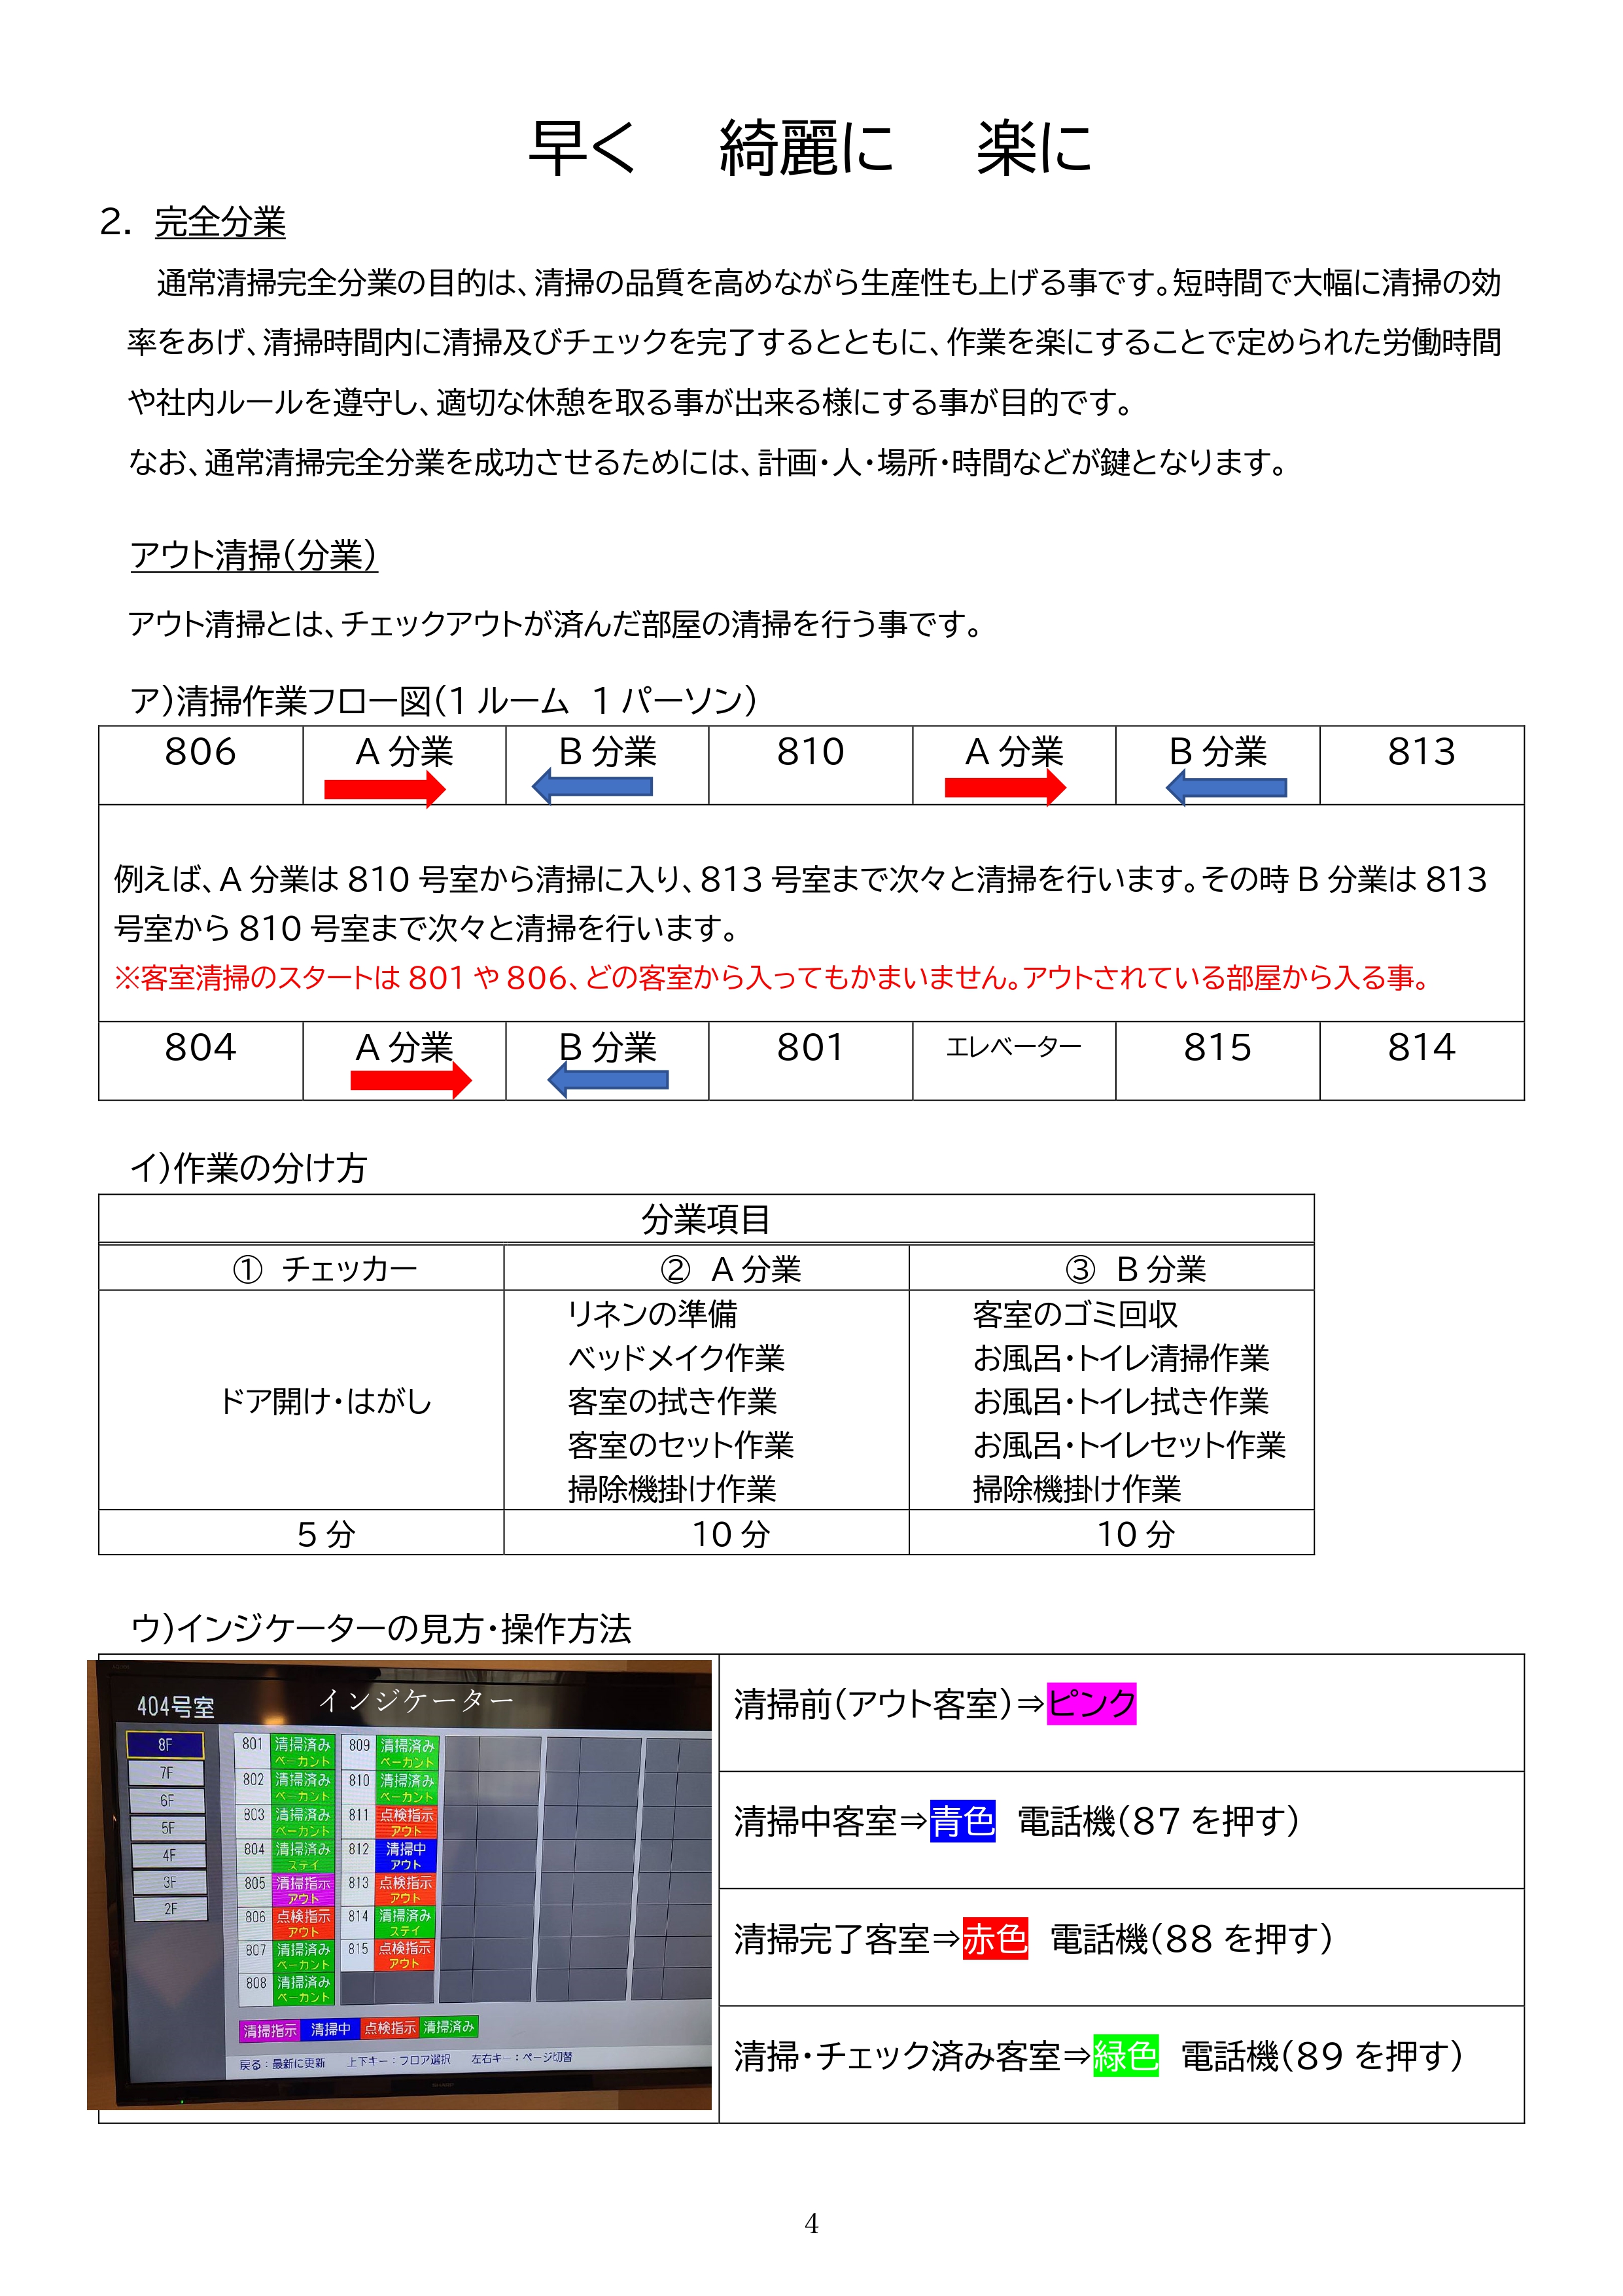 早く　綺麗に　楽に
2. 完全分業
通常清掃完全分業の目的は、清掃の品質を高めながら生産性も上げる事です。短時間で大幅に清掃の効
率をあげ、清掃時間内に清掃及びチェックを完了するとともに、作業を楽にすることで定められた労働時間
や社内ルールを遵守し、適切な休憩を取る事が出来る様にする事が目的です。
なお、通常清掃完全分業を成功させるためには、計画・人・場所・時間などが鍵となります。
アウト清掃(分業)
アウト清掃とは、チェックアウトが済んだ部屋の清掃を行う事です。
ア)清掃作業フロー図(1 ルーム 1 パーソン)
806 A 分業 B 分業 810 A 分業 B 分業 813
例えば、A 分業は 810 号室から清掃に入り、813 号室まで次々と清掃を行います。その時 B 分業は 813
号室から 810 号室まで次々と清掃を行います。
※客室清掃のスタートは 801 や 806、どの客室から入ってもかまいません。アウトされている部屋から入る事。
804 A 分業 B 分業 801 エレベーター 815 814
イ)作業の分け方
分業項目
① チェッカー ② A 分業 ③ B 分業
ドア開け・はがし
リネンの準備
ベッドメイク作業
客室の拭き作業
客室のセット作業
掃除機掛け作業
客室のゴミ回収
お風呂・トイレ清掃作業
お風呂・トイレ拭き作業
お風呂・トイレセット作業
掃除機掛け作業
5 分 10 分 10 分
ウ)インジケーターの見方・操作方法
404号室 インジケーター
8F
7F
6F
5F
4F
3F
2F
801 清掃済み ベーカント
802 清掃済み ベーカント
803 清掃済み ベーカント
804 清掃済み ステイ
805 清掃指示 アウト
806 点検指示 アウト
807 清掃済み ベーカント
808 清掃済み ベーカント
809 清掃済み ベーカント
810 清掃済み ベーカント
811 点検指示 アウト
812 清掃中 アウト
813 点検指示 アウト
814 清掃済み ステイ
815 点検指示 アウト
清掃指示 清掃中 点検指示 清掃済み
戻る：最新に更新 上下キー：フロア選択 左右キー：ページ切替
清掃前(アウト客室)⇒ピンク
清掃中客室⇒青色 電話機(87 を押す)
清掃完了客室⇒赤色 電話機(88 を押す)
清掃・チェック済み客室⇒緑色 電話機(89 を押す)
4